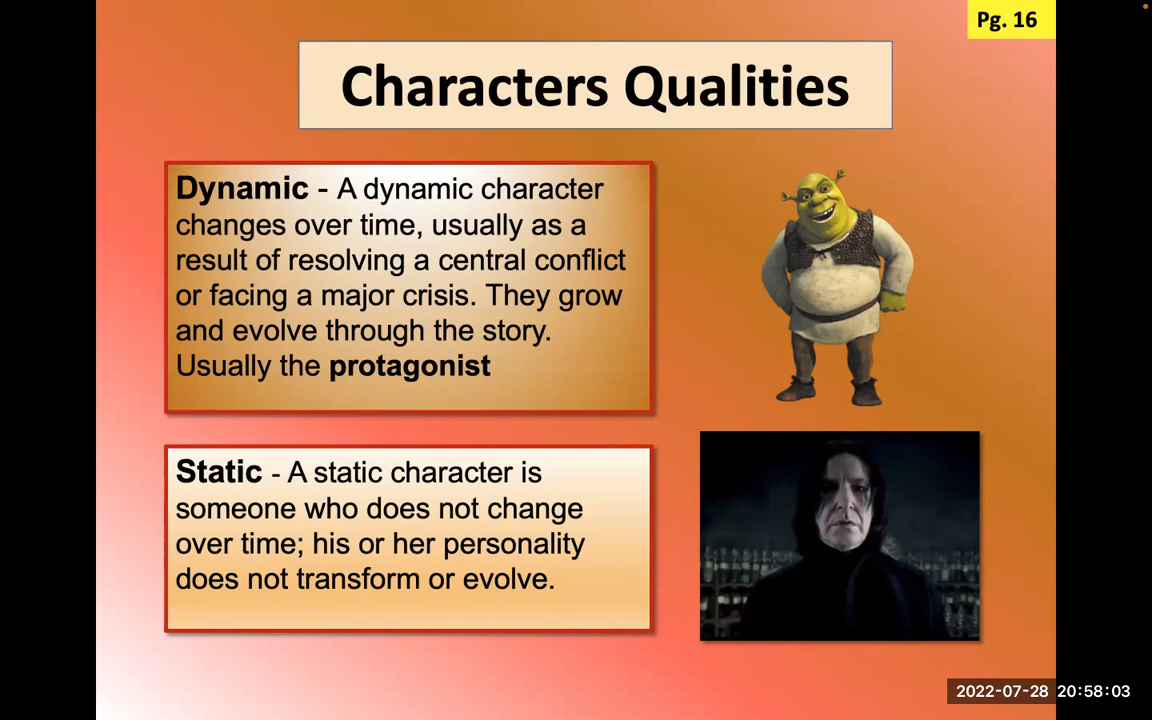 Pg. 16
Characters Qualities
Dynamic - A dynamic character
changes over time, usually as a
result of resolving a central conflict
or facing a major crisis. They grow
and evolve through the story.
Usually the protagonist
Static - A static character is
someone who does not change
over time; his or her personality
does not transform or evolve.
2022-07-28 20:58:03